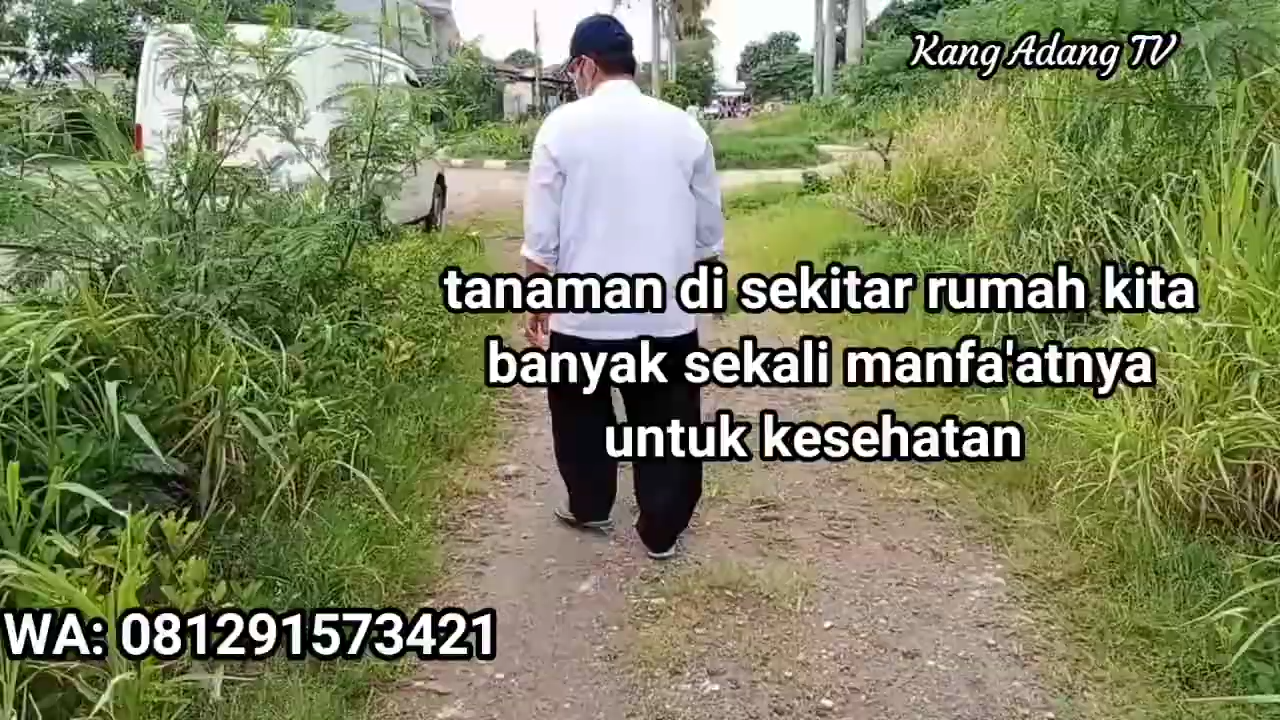 Kang Adang TV
tanaman di sekitar rumah kita
banyak sekali manfa'atnya
untuk kesehatan
WA: 081291573421